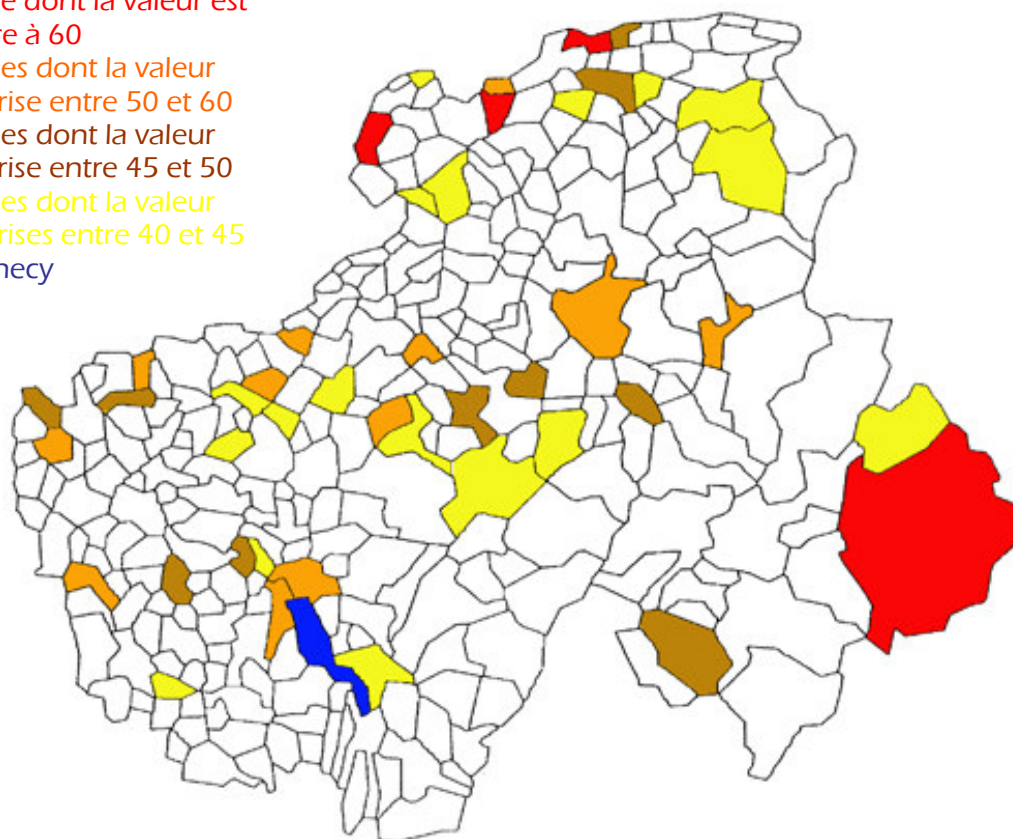 e dont la valeur est
re à 60
es dont la valeur
rise entre 50 et 60
es dont la valeur
rise entre 45 et 50
es dont la valeur
rises entre 40 et 45
necy